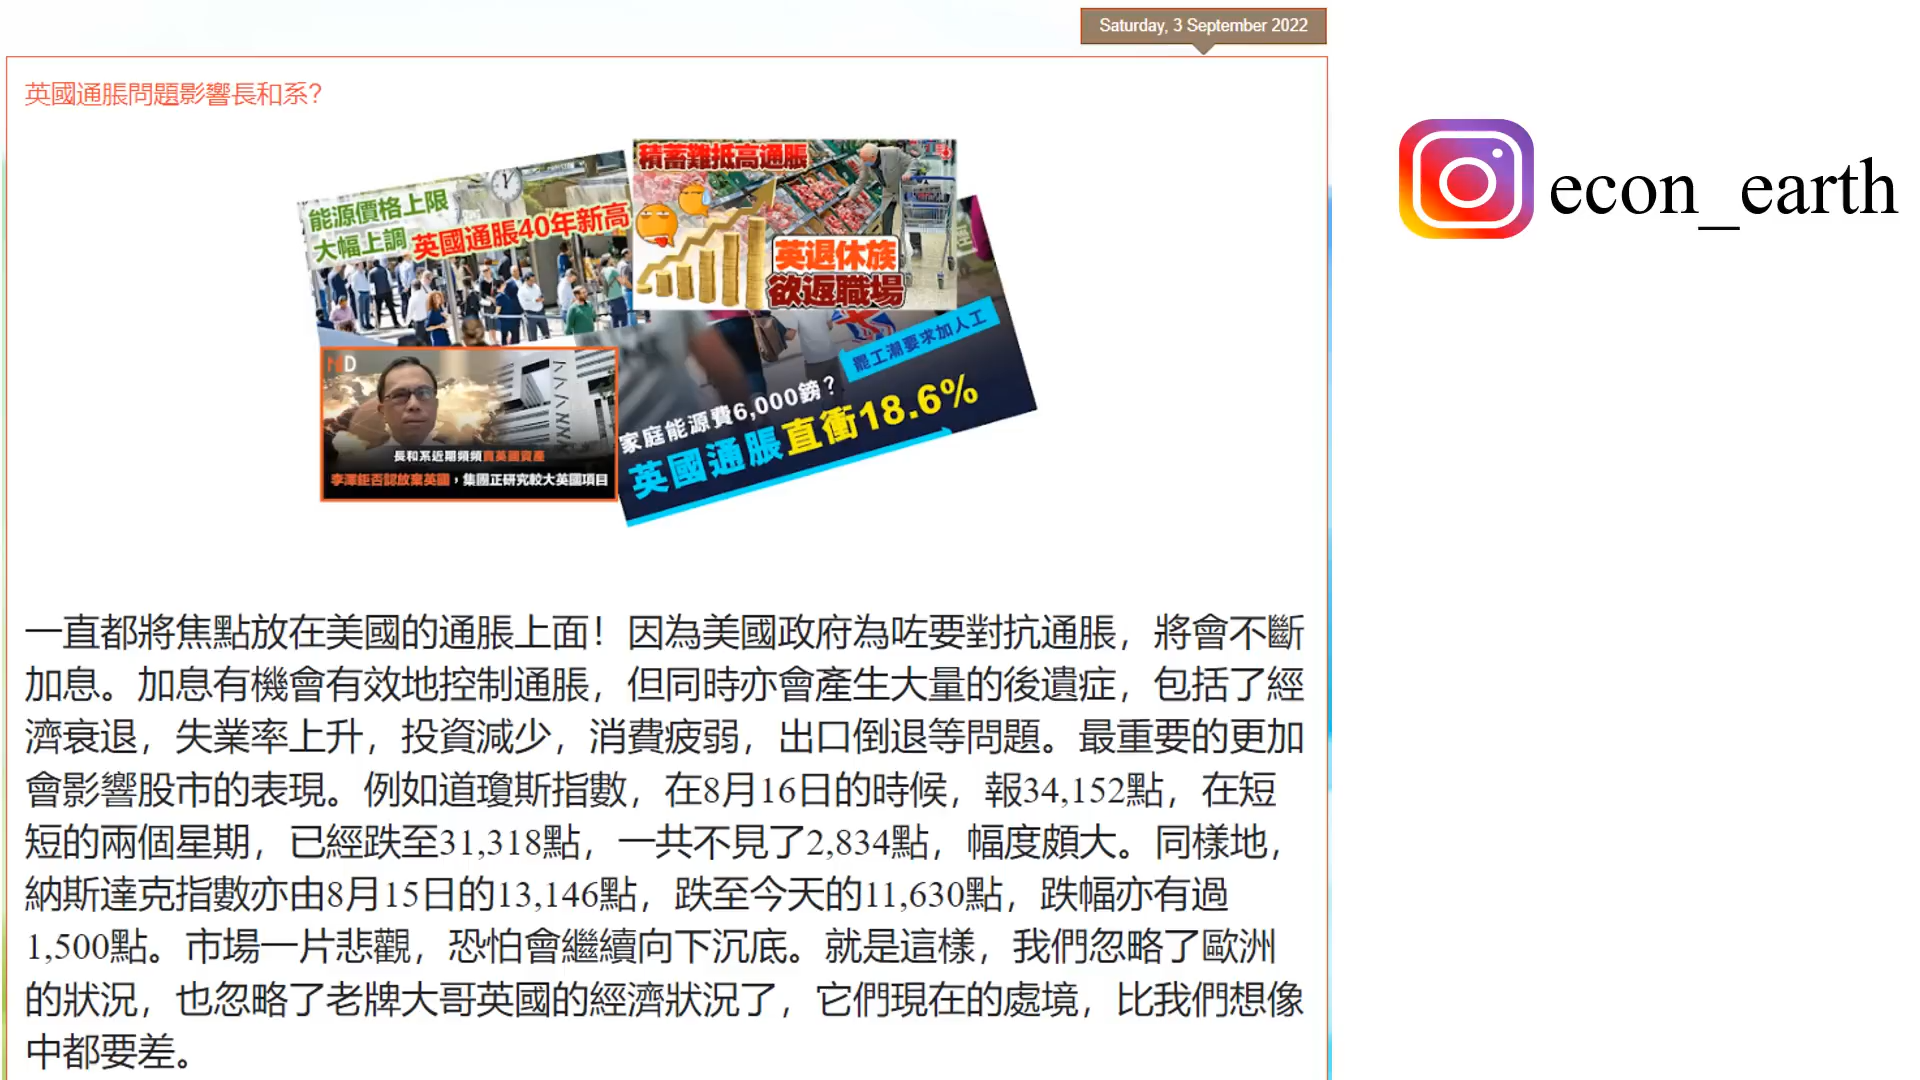 Saturday, 3 September 2022
英國通脹問題影響長和系?
能源價格上限
大幅上調 英國通脹40年新高
積蓄難抵高通脹
英退休族
欲返職場
罷工潮要求加人工
家庭能源費6,000鎊？
英國通脹直衝18.6%
ND
長和系近期頻頻賣英國資產
李澤鉅否認放棄英國，集團正研究較大英國項目
econ_earth
一直都將焦點放在美國的通脹上面！因為美國政府為咗要對抗通脹，將會不斷
加息。加息有機會有效地控制通脹，但同時亦會產生大量的後遺症，包括了經
濟衰退，失業率上升，投資減少，消費疲弱，出口倒退等問題。最重要的更加
會影響股市的表現。例如道瓊斯指數，在8月16日的時候，報34,152點，在短
短的兩個星期，已經跌至31,318點，一共不見了2,834點，幅度頗大。同樣地，
納斯達克指數亦由8月15日的13,146點，跌至今天的11,630點，跌幅亦有過
1,500點。市場一片悲觀，恐怕會繼續向下沉底。就是這樣，我們忽略了歐洲
的狀況，也忽略了老牌大哥英國的經濟狀況了，它們現在的處境，比我們想像
中都要差。